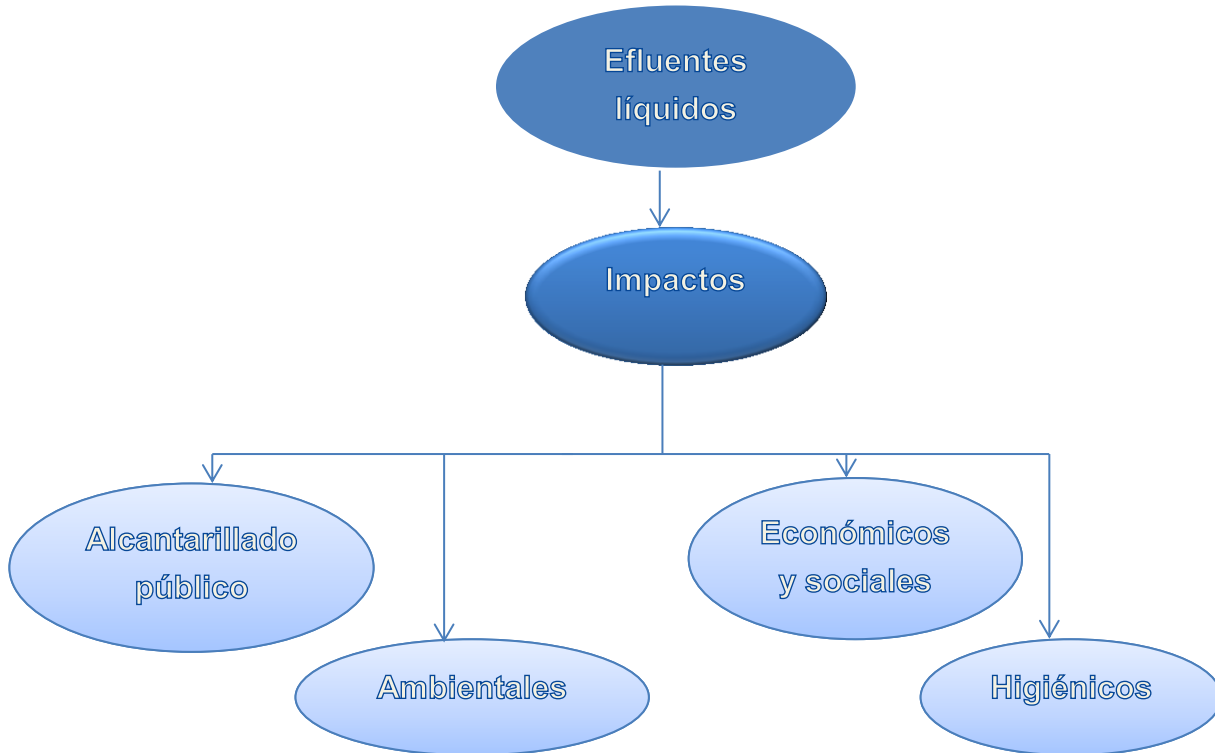 Efluentes
líquidos
Impactos
Alcantarillado
público
Económicos
y sociales
Ambientales
Higiénicos